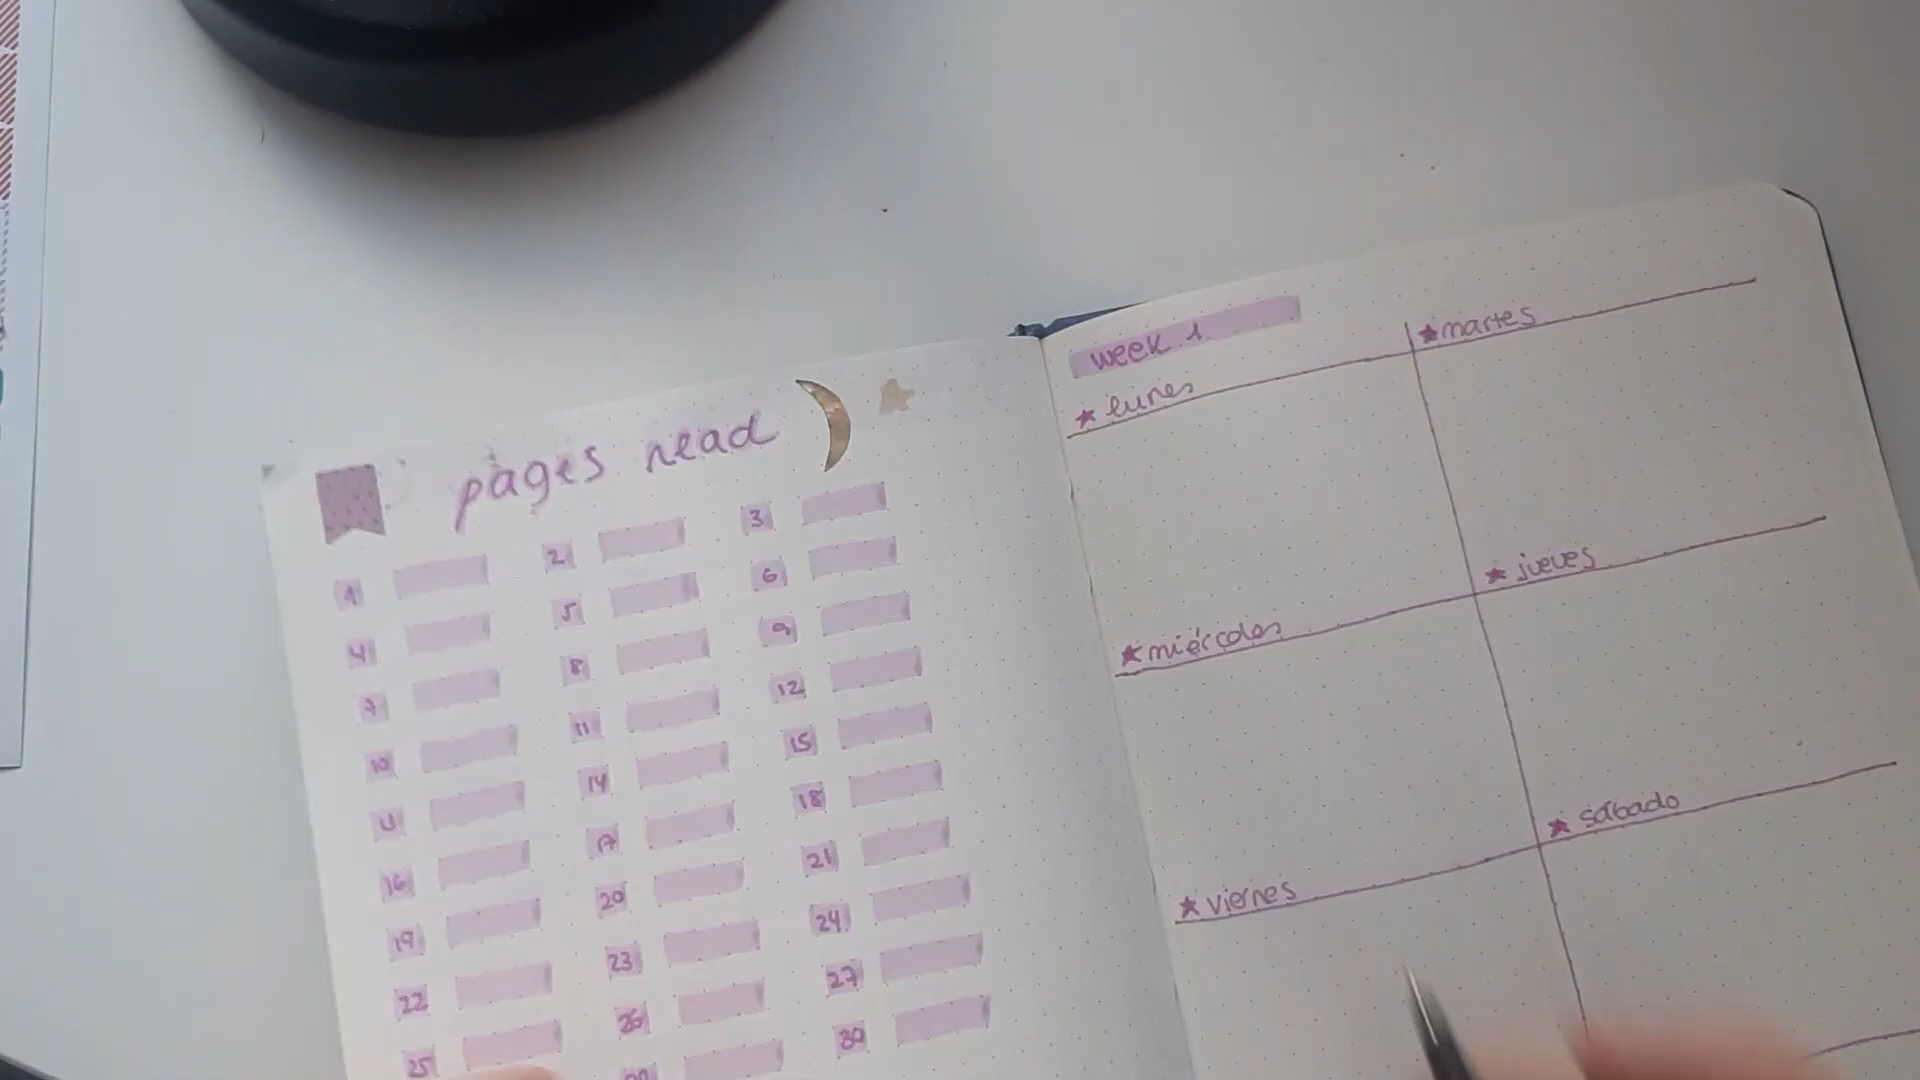 pages read
1 2 3
4 5 6
7 8 9
10 11 12
14 15
16 17 18
19 20 21
22 23 24
25 26 27
30
week 1
lunes
martes
miércoles
jueves
viernes
sábado